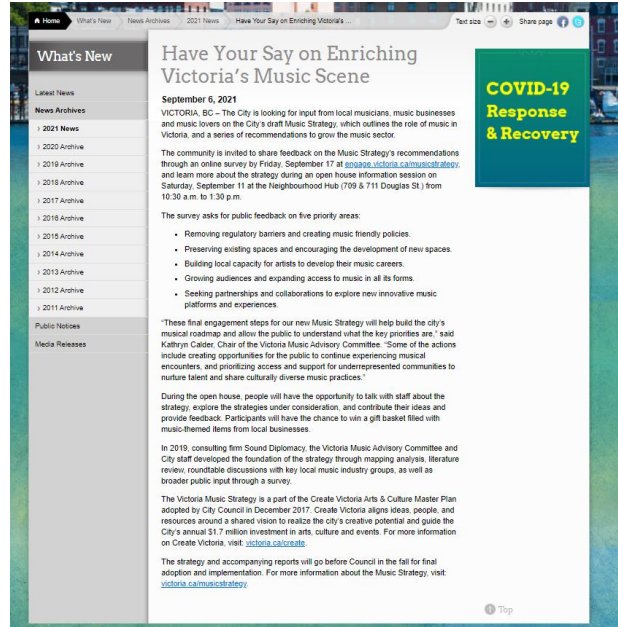 Home
What's New
News Archives
2021 News
Have Your Say on Enriching Victoria's ...
Text size
Share page
What's New
Latest News
News Archives
2021 News
2020 Archive
2019 Archive
2018 Archive
2017 Archive
2016 Archive
2015 Archive
2014 Archive
2013 Archive
2012 Archive
2011 Archive
Public Notices
Media Releases
Have Your Say on Enriching
Victoria's Music Scene
September 6, 2021
VICTORIA, BC – The City is looking for input from local musicians, music businesses
and music lovers on the City's draft Music Strategy, which outlines the role of music in
Victoria, and a series of recommendations to grow the music sector.
The community is invited to share feedback on the Music Strategy's recommendations
through an online survey by Friday, September 17 at engage.victoria.ca/musicstrategy,
and learn more about the strategy during an open house information session on
Saturday, September 11 at the Neighbourhood Hub (709 & 711 Douglas St.) from
10:30 a.m. to 1:30 p.m.
The survey asks for public feedback on five priority areas:
• Removing regulatory barriers and creating music friendly policies.
• Preserving existing spaces and encouraging the development of new spaces.
• Building local capacity for artists to develop their music careers.
• Growing audiences and expanding access to music in all its forms.
• Seeking partnerships and collaborations to explore new innovative music
platforms and experiences.
"These final engagement steps for our new Music Strategy will help build the city's
musical roadmap and allow the public to understand what the key priorities are," said
Kathryn Calder, Chair of the Victoria Music Advisory Committee. "Some of the actions
include creating opportunities for the public to continue experiencing musical
encounters, and prioritizing access and support for underrepresented communities to
nurture talent and share culturally diverse music practices."
During the open house, people will have the opportunity to talk with staff about the
strategy, explore the strategies under consideration, and contribute their ideas and
provide feedback. Participants will have the chance to win a gift basket filled with
music-themed items from local businesses.
In 2019, consulting firm Sound Diplomacy, the Victoria Music Advisory Committee and
City staff developed the foundation of the strategy through mapping analysis, literature
review, roundtable discussions with key local music industry groups, as well as
broader public input through a survey.
The Victoria Music Strategy is a part of the Create Victoria Arts & Culture Master Plan
adopted by City Council in December 2017. Create Victoria aligns ideas, people, and
resources around a shared vision to realize the city's creative potential and guide the
City's annual $1.7 million investment in arts, culture and events. For more information
on Create Victoria, visit: victoria.ca/create.
The strategy and accompanying reports will go before Council in the fall for final
adoption and implementation. For more information about the Music Strategy, visit:
victoria.ca/musicstrategy.
COVID-19
Response
& Recovery
Top